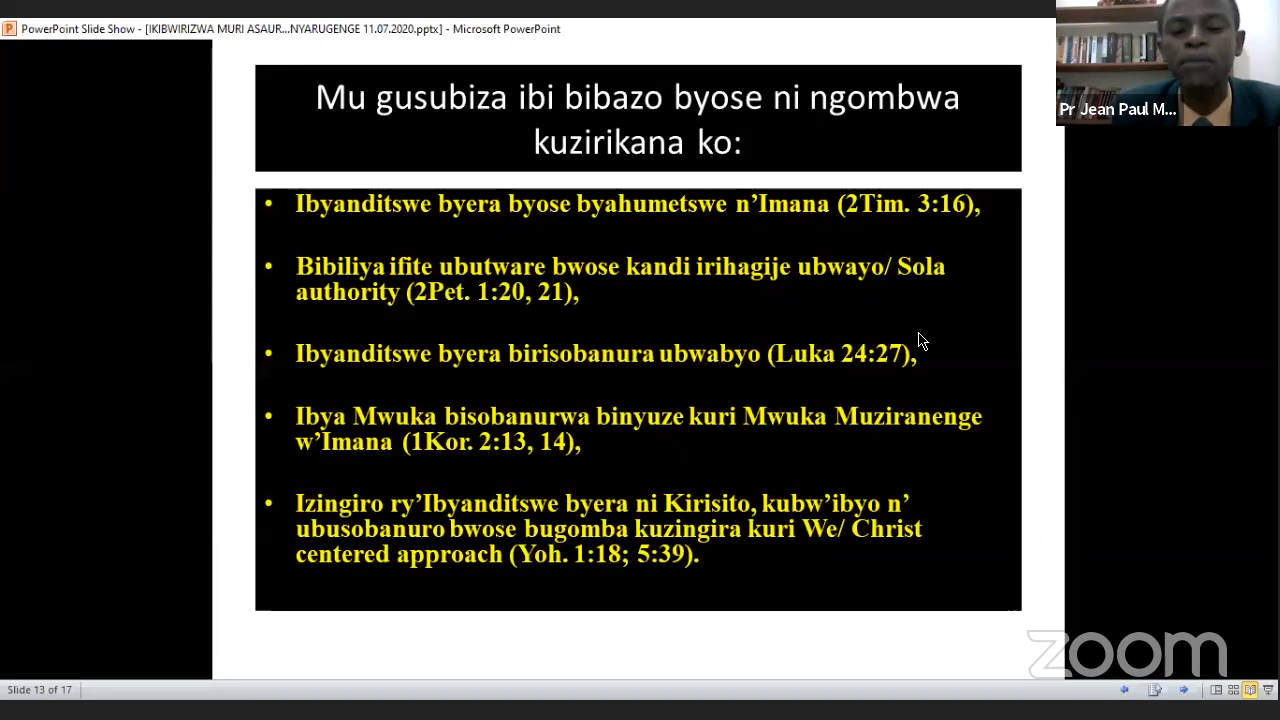 PowerPoint Slide Show - [IKIBWIRIZWA MURI ASAUR...NYARUGENGE 11.07.2020.pptx] - Microsoft PowerPoint
Pr Jean Paul M...
Mu gusubiza ibi bibazo byose ni ngombwa
kuzirikana ko:
• Ibyanditswe byera byose byahumetswe n’Imana (2Tim. 3:16),
• Bibiliya ifite ubutware bwose kandi irihagije ubwayo/ Sola
authority (2Pet. 1:20, 21),
• Ibyanditswe byera birisobanura ubwabyo (Luka 24:27),
• Ibya Mwuka bisobanurwa binyuze kuri Mwuka Muziranenge
w’Imana (1Kor. 2:13, 14),
• Izingiro ry’Ibyanditswe byera ni Kirisito, kubw’ibyo n’
ubusobanuro bwose bugomba kuzingira kuri We/ Christ
centered approach (Yoh. 1:18; 5:39).
zoom
Slide 13 of 17